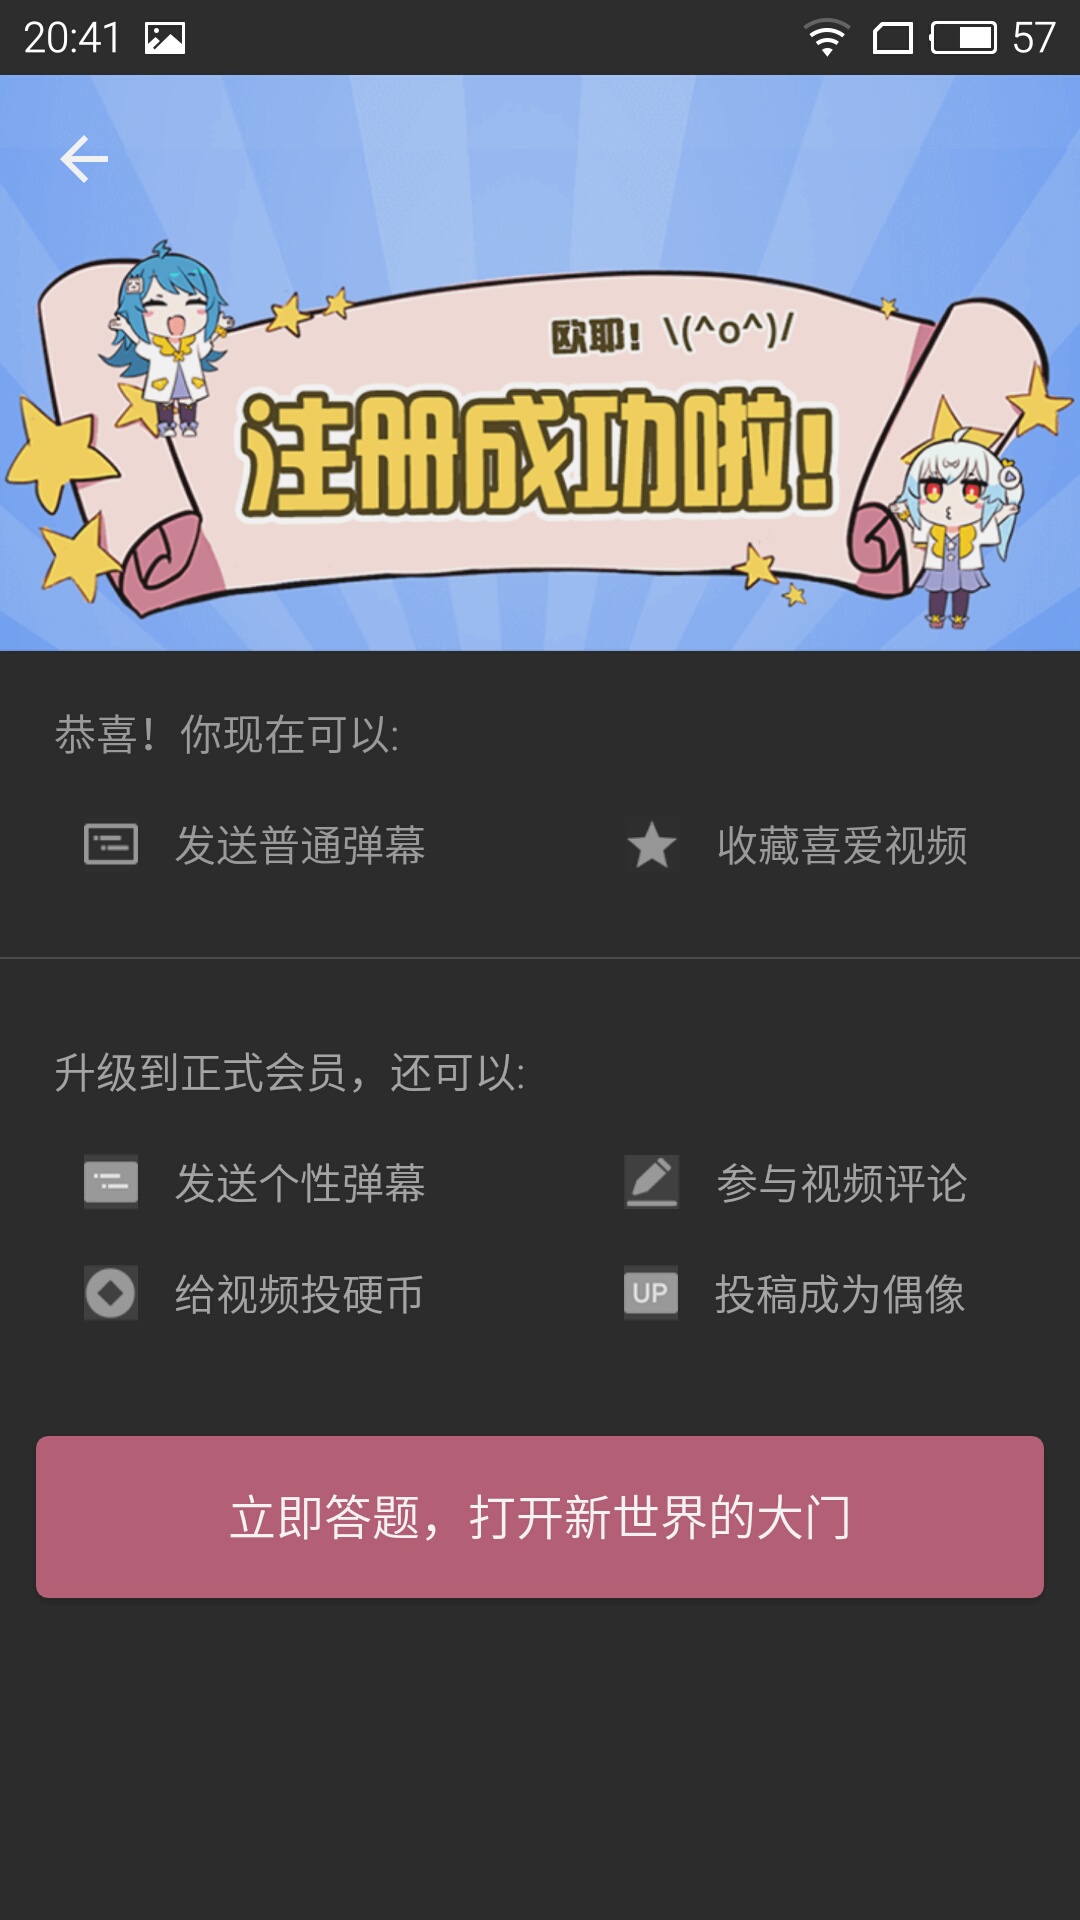 20:41 57
欧耶! \(^o^)/
注册成功啦!
恭喜！你现在可以:
发送普通弹幕 收藏喜爱视频
升级到正式会员，还可以:
发送个性弹幕 参与视频评论
给视频投硬币 UP 投稿成为偶像
立即答题，打开新世界的大门